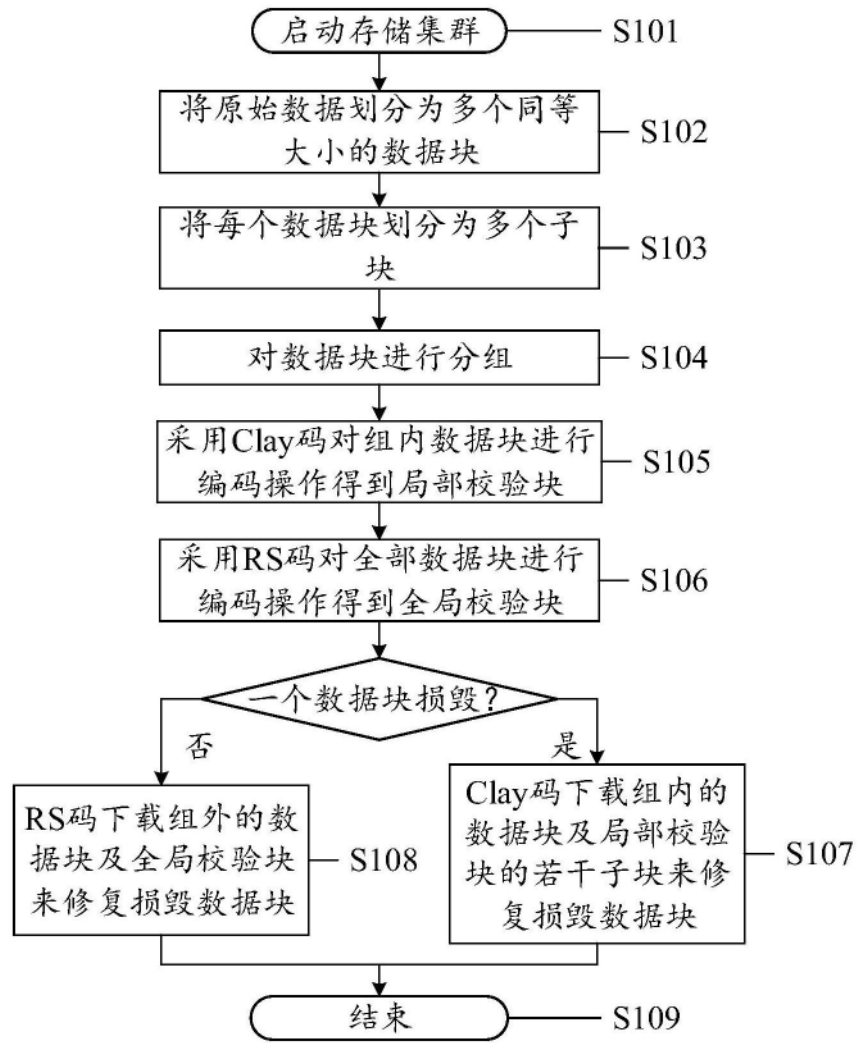 启动存储集群
S101
将原始数据划分为多个同等
大小的数据块
S102
将每个数据块划分为多个子
块
S103
对数据块进行分组
S104
采用Clay码对组内数据块进行
编码操作得到局部校验块
S105
采用RS码对全部数据块进行
编码操作得到全局校验块
S106
一个数据块损毁?
否
是
RS码下载组外的数
据块及全局校验块
来修复损毁数据块
S108
Clay码下载组内的
数据块及局部校验
块的若干子块来修
复损毁数据块
S107
结束
S109